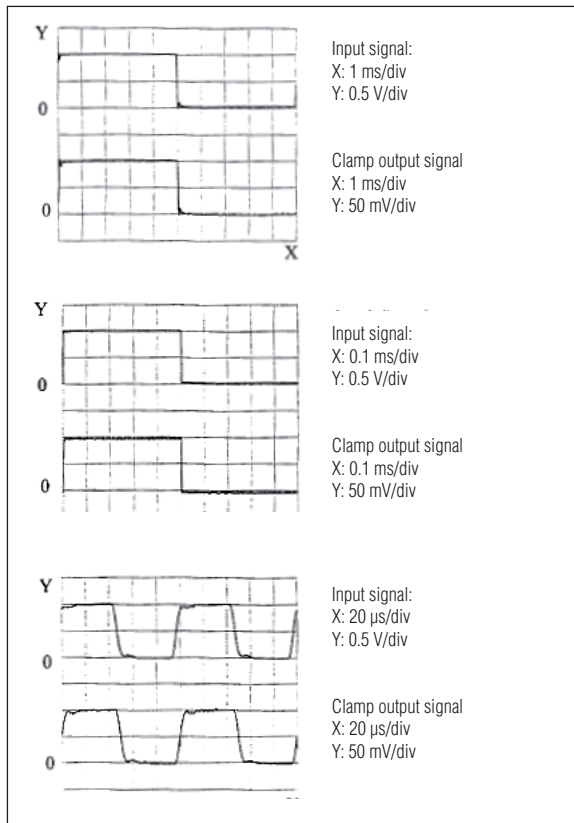 Y
0
0
X
Input signal:
X: 1 ms/div
Y: 0.5 V/div
Clamp output signal
X: 1 ms/div
Y: 50 mV/div
Y
0
0
Input signal:
X: 0.1 ms/div
Y: 0.5 V/div
Clamp output signal
X: 0.1 ms/div
Y: 50 mV/div
Y
0
0
Input signal:
X: 20 µs/div
Y: 0.5 V/div
Clamp output signal
X: 20 µs/div
Y: 50 mV/div